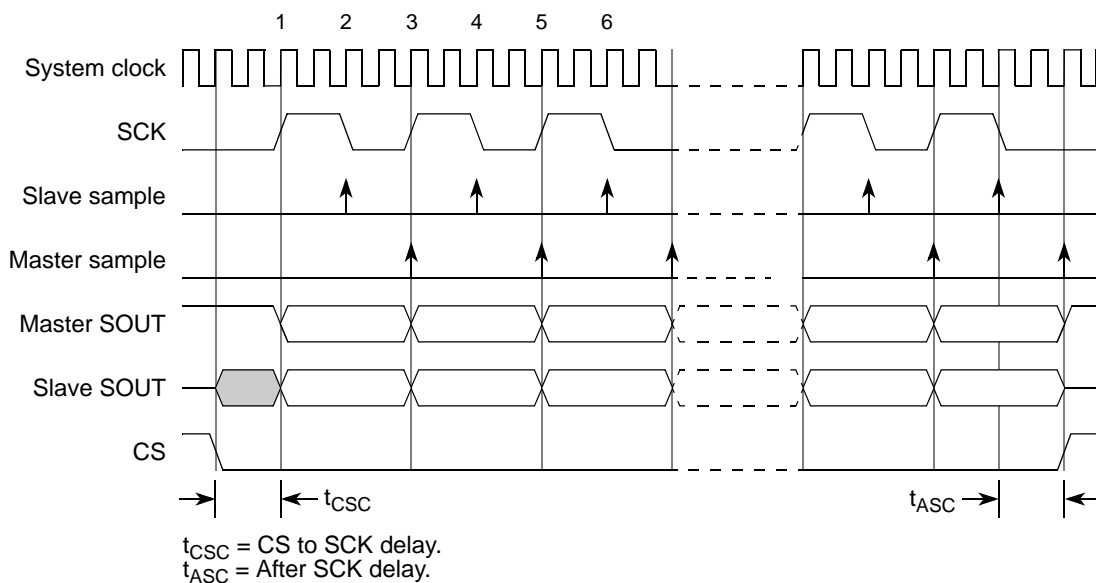 1 2 3 4 5 6
System clock
SCK
Slave sample
Master sample
Master SOUT
Slave SOUT
CS
tCSC tASC
tCSC = CS to SCK delay.
tASC = After SCK delay.